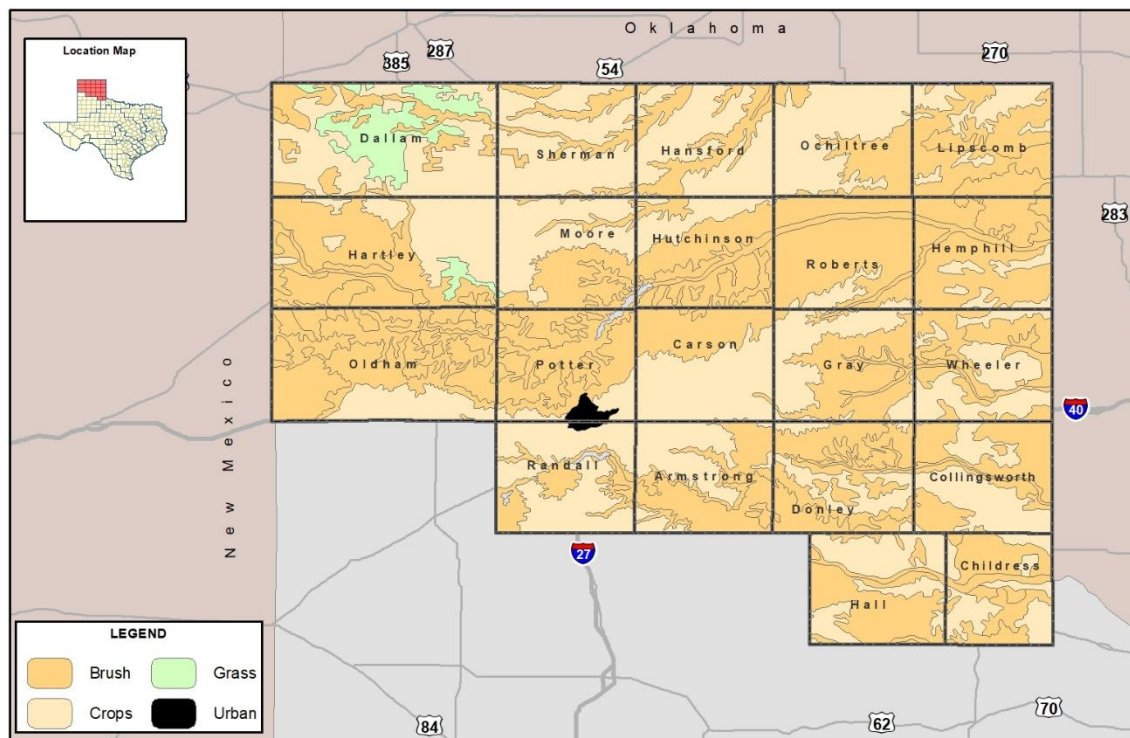 Oklahoma
Location Map
287
385
54
270
Dallam
Sherman
Hansford
Ochiltree
Lipscomb
283
Hartley
Moore
Hutchinson
Roberts
Hemphill
Oldham
Potter
Carson
Gray
Wheeler
New Mexico
40
Randall
Armstrong
Donley
Collingsworth
27
Childress
Hall
LEGEND
Brush
Grass
Crops
Urban
84
62
70